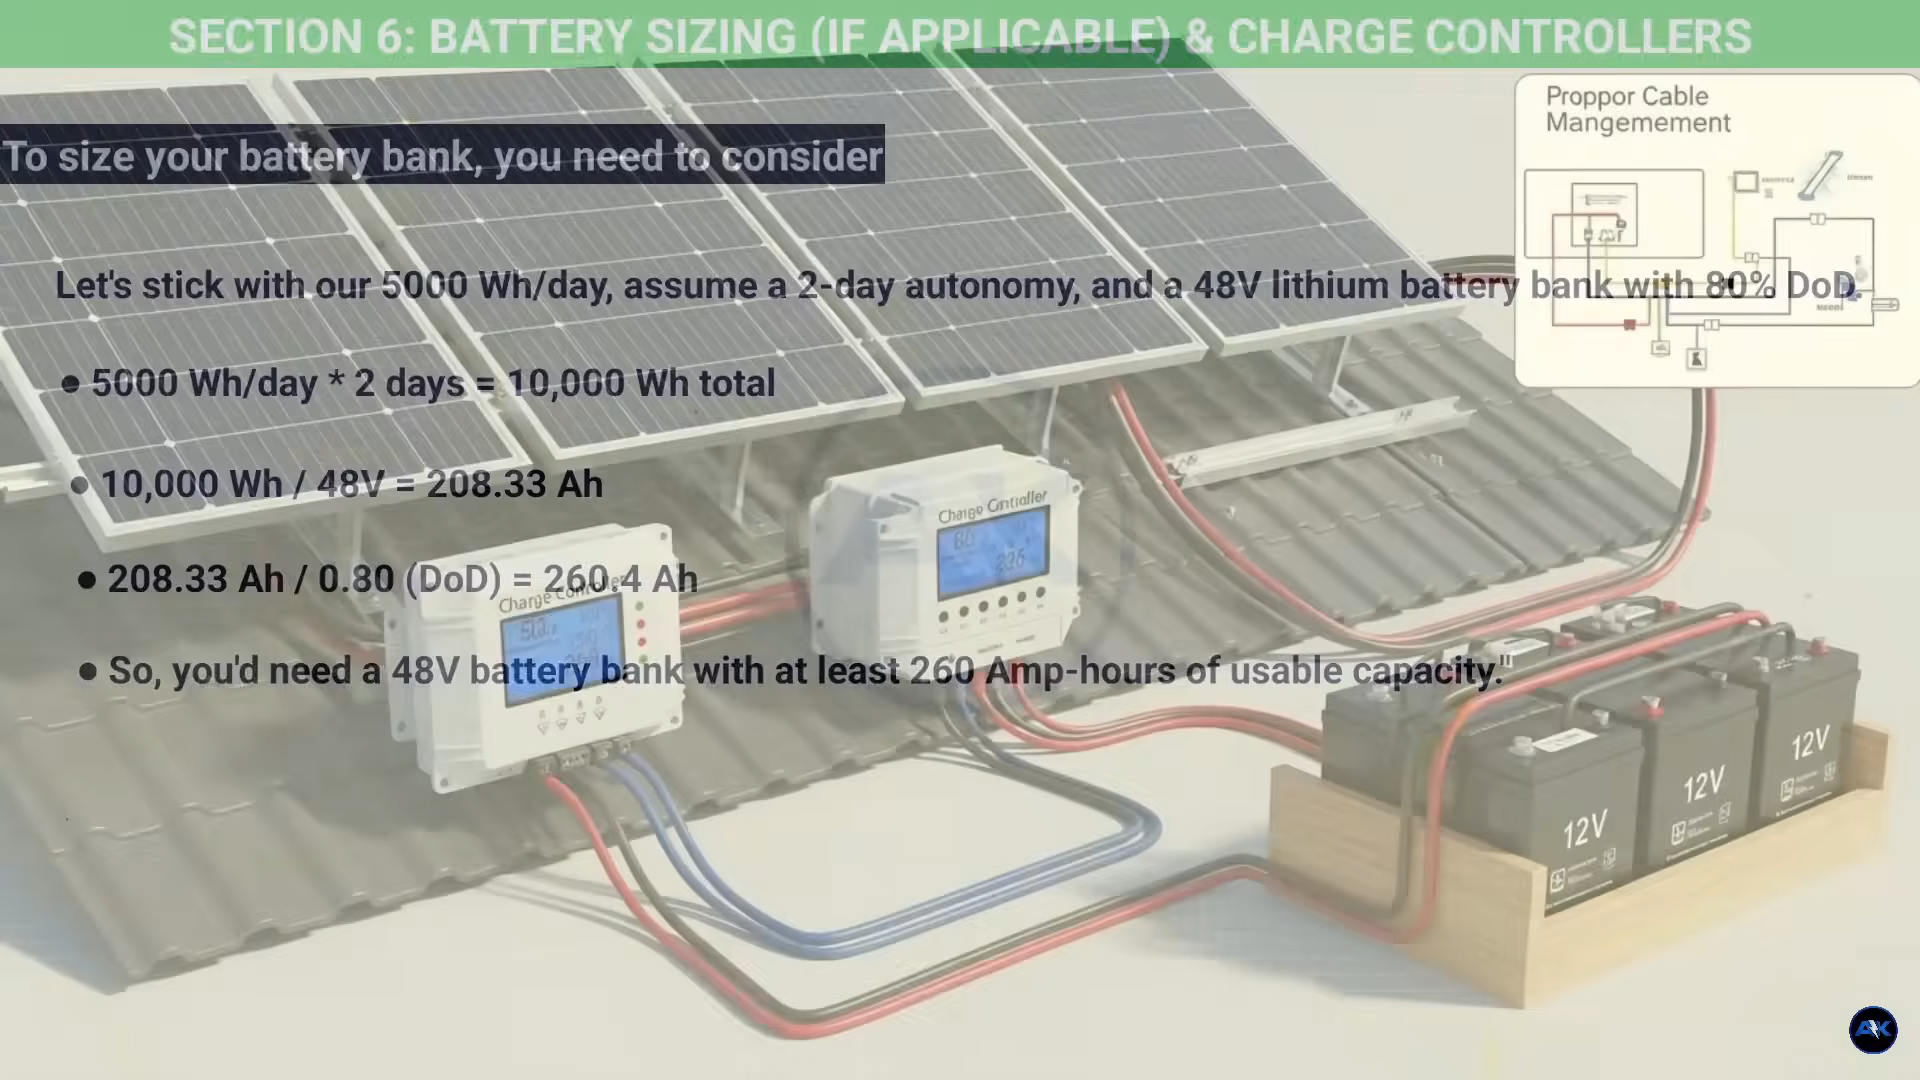 SECTION 6: BATTERY SIZING (IF APPLICABLE) & CHARGE CONTROLLERS
Proppor Cable
Mangemement
To size your battery bank, you need to consider
Let's stick with our 5000 Wh/day, assume a 2-day autonomy, and a 48V lithium battery bank with 80% DoD
• 5000 Wh/day * 2 days = 10,000 Wh total
• 10,000 Wh / 48V = 208.33 Ah
• 208.33 Ah / 0.80 (DoD) = 260.4 Ah
• So, you'd need a 48V battery bank with at least 260 Amp-hours of usable capacity."
Charge Controller
Charge Cintroller
12V
12V
12V
AK